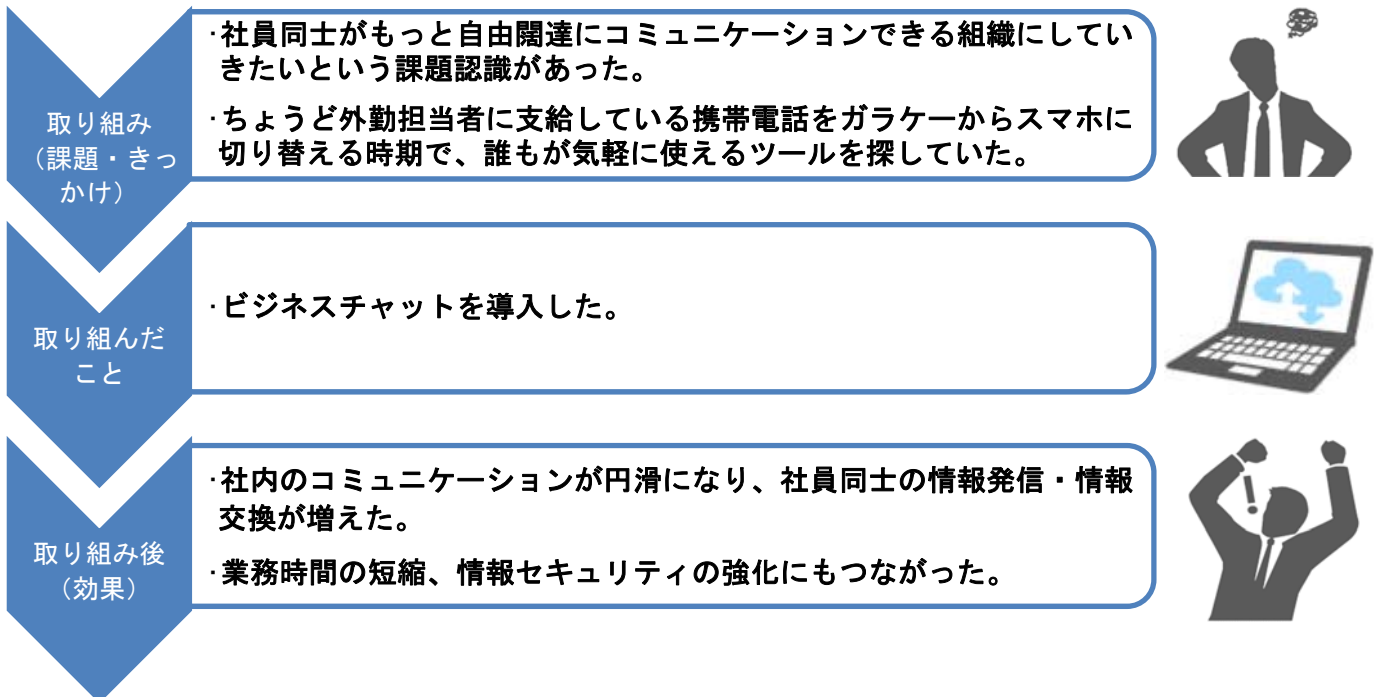 取り組み
（課題・きっ
かけ）
･社員同士がもっと自由闊達にコミュニケーションできる組織にしてい
きたいという課題認識があった。
･ちょうど外勤担当者に支給している携帯電話をガラケーからスマホに
切り替える時期で、誰もが気軽に使えるツールを探していた。
取り組んだ
こと
･ビジネスチャットを導入した。
取り組み後
（効果）
･社内のコミュニケーションが円滑になり、社員同士の情報発信・情報
交換が増えた。
･業務時間の短縮、情報セキュリティの強化にもつながった。